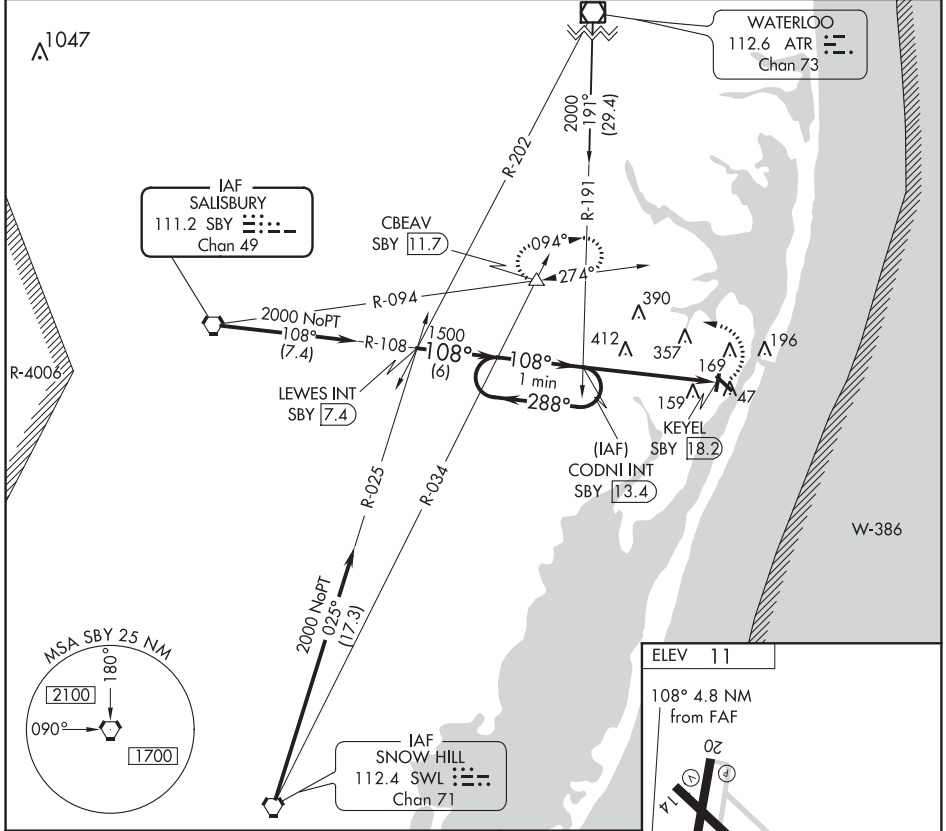 1047
WATERLOO
112.6 ATR
Chan 73
2000
191°
(29.4)
R-202
R-191
IAF
SALISBURY
111.2 SBY
Chan 49
CBEAV
SBY 11.7
094°
274°
R-094
2000 NoPT
108°
(7.4)
R-108
1500
108°
(6)
108°
1 min
288°
390
412
357
169
196
159
47
R-4006
LEWES INT
SBY 7.4
KEYEL
SBY 18.2
(IAF)
CODNI INT
SBY 13.4
R-025
R-034
W-386
2000 NoPT
025°
(17.3)
MSA SBY 25 NM
180°
2100
090°
1700
IAF
SNOW HILL
112.4 SWL
Chan 71
ELEV 11
108° 4.8 NM
from FAF
20
V
P
14